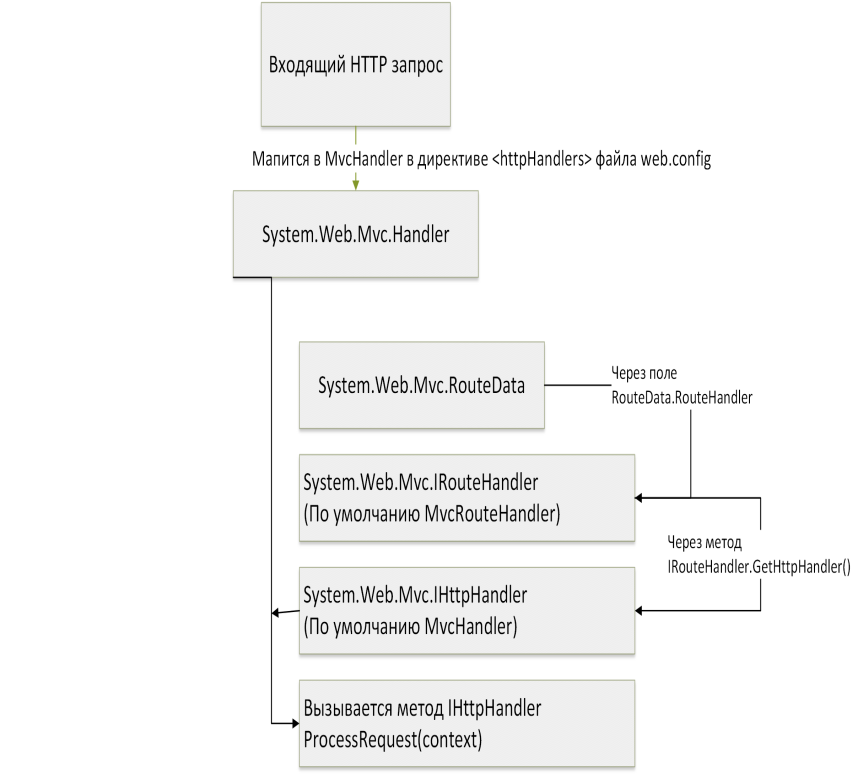 Входящий HTTP запрос
Мапится в MvcHandler в директиве <httpHandlers> файла web.config
System.Web.Mvc.Handler
System.Web.Mvc.RouteData
Через поле
RouteData.RouteHandler
System.Web.Mvc.IRouteHandler
(По умолчанию MvcRouteHandler)
Через метод
IRouteHandler.GetHttpHandler()
System.Web.Mvc.IHttpHandler
(По умолчанию MvcHandler)
Вызывается метод IHttpHandler
ProcessRequest(context)